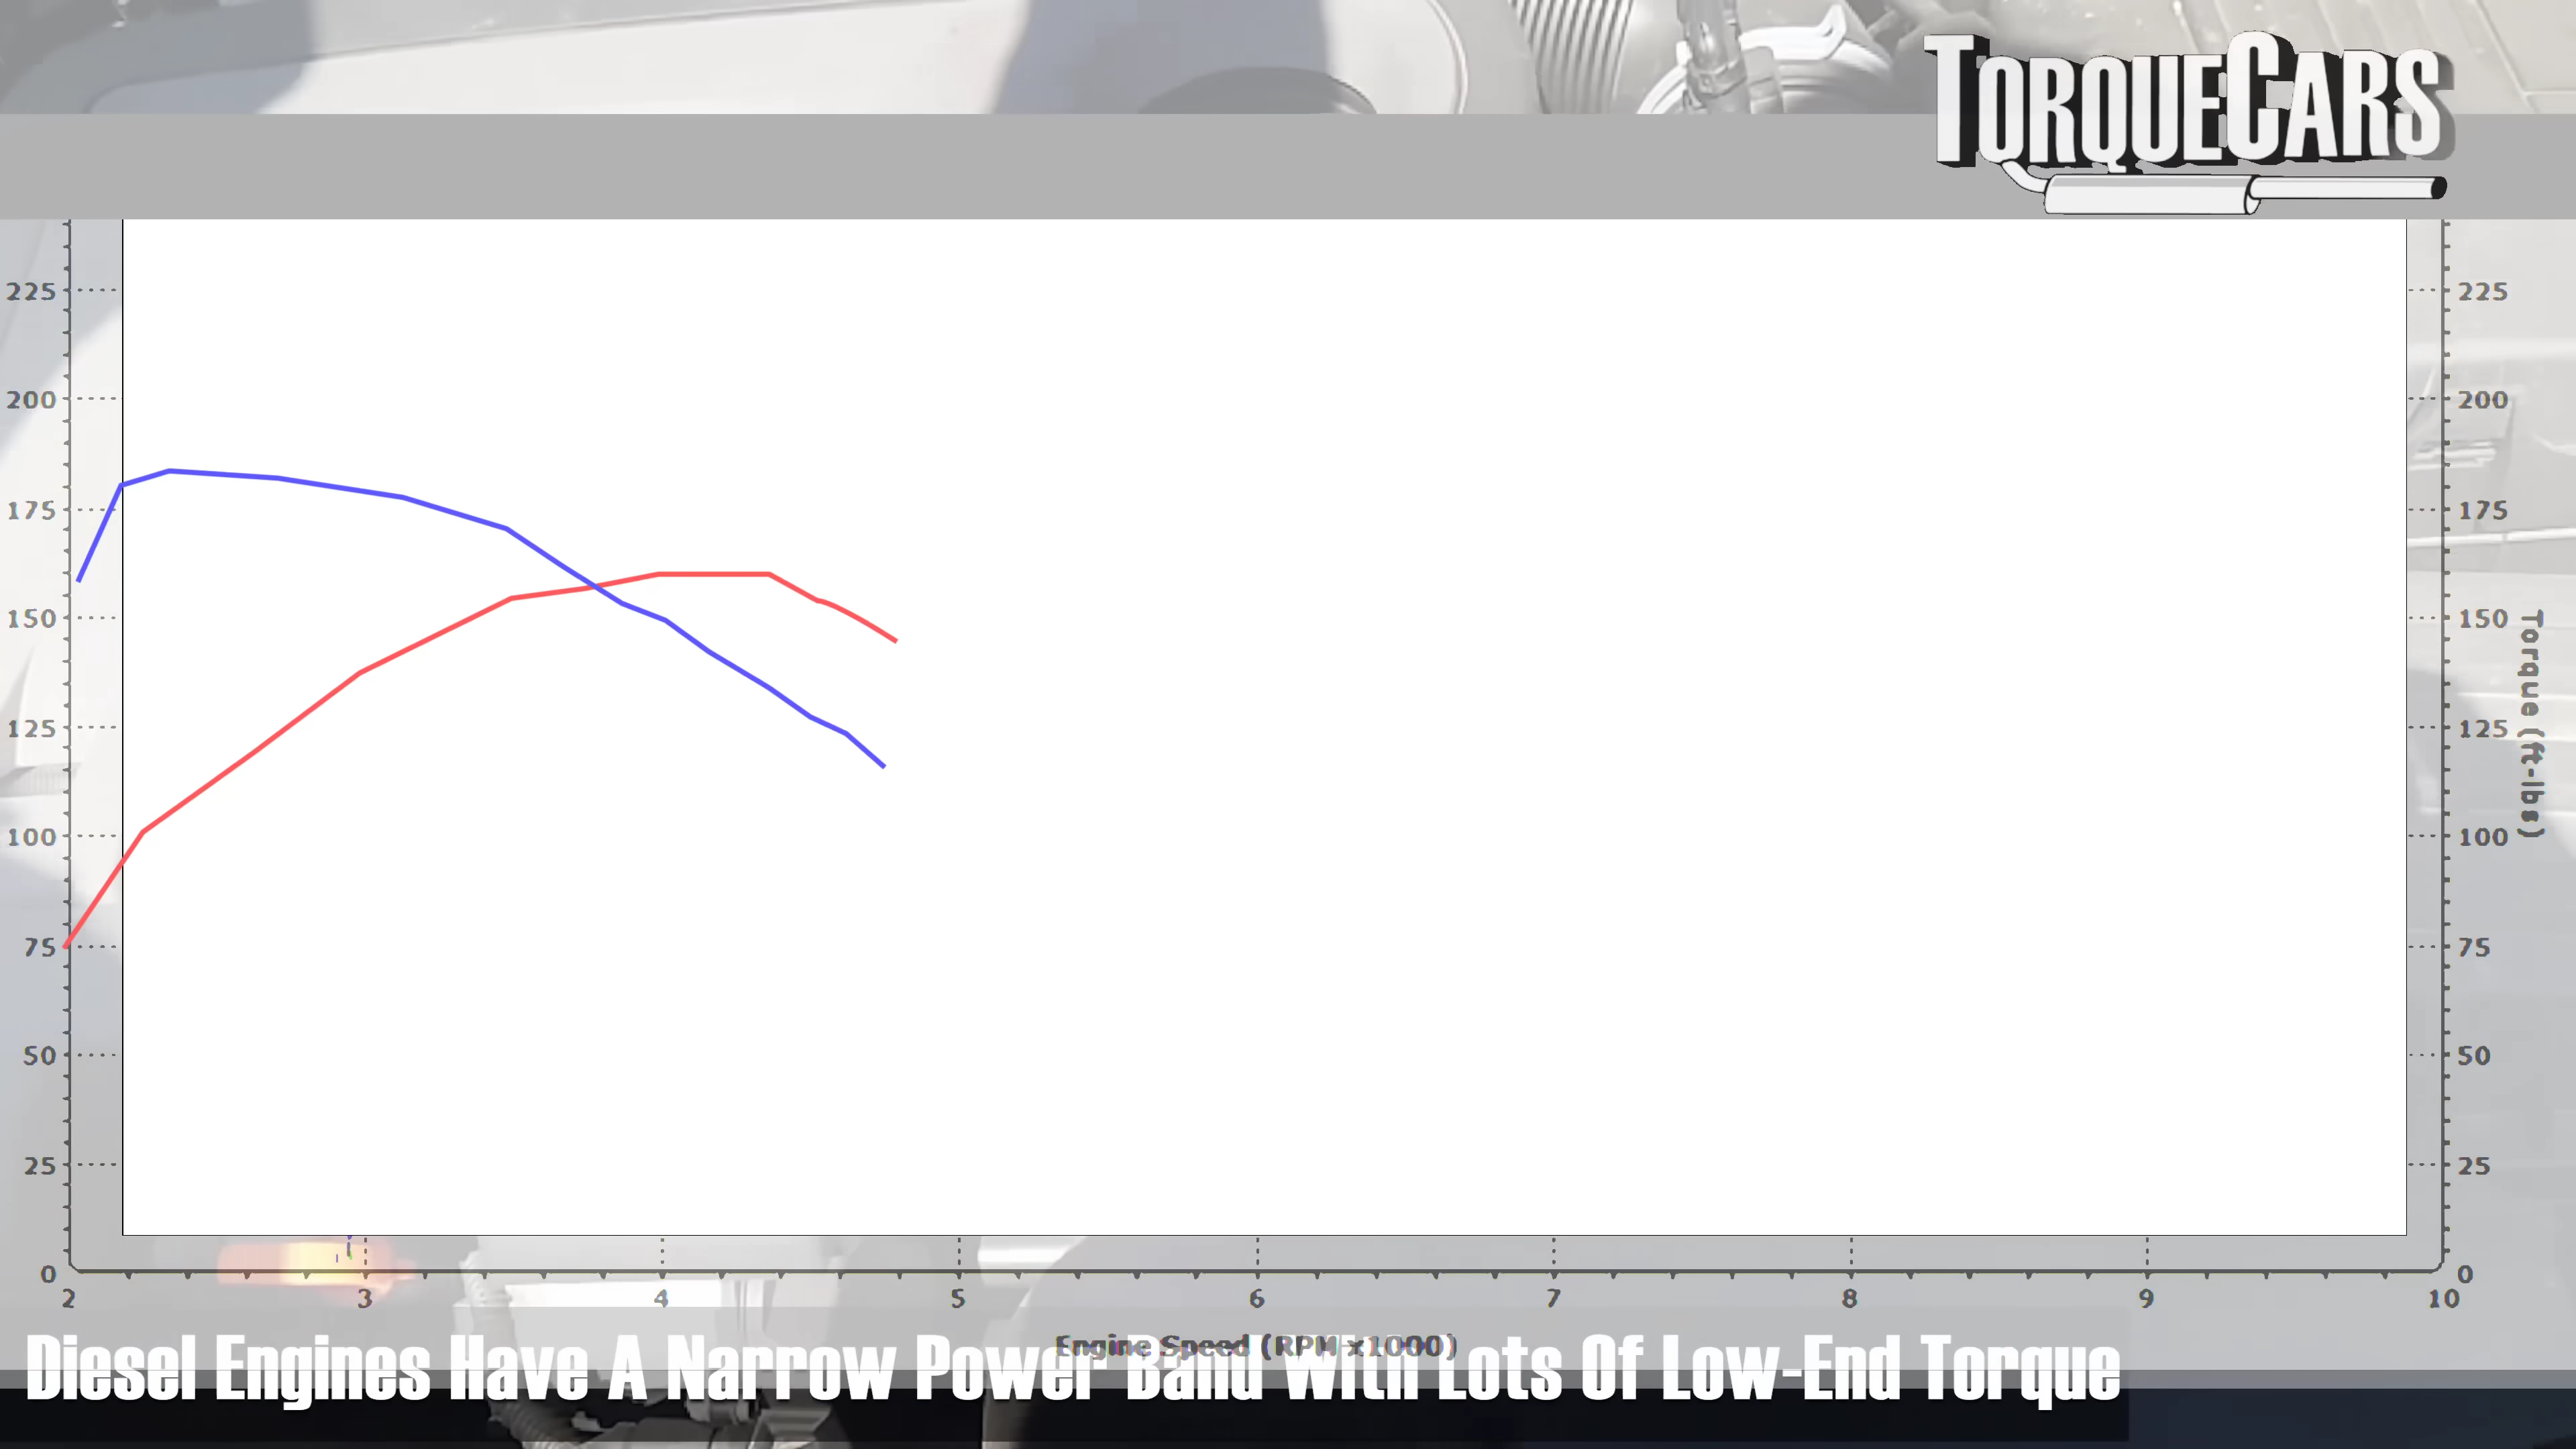 TORQUECARS
225 225
200 200
175 175
150 150
125 125
100 100
75 75
50 50
25 25
0 0
Torque (ft-lbs)
2 3 4 5 6 7 8 9 10
Engine Speed (RPM x1000)
Diesel Engines Have A Narrow Power Band With Lots Of Low-End Torque